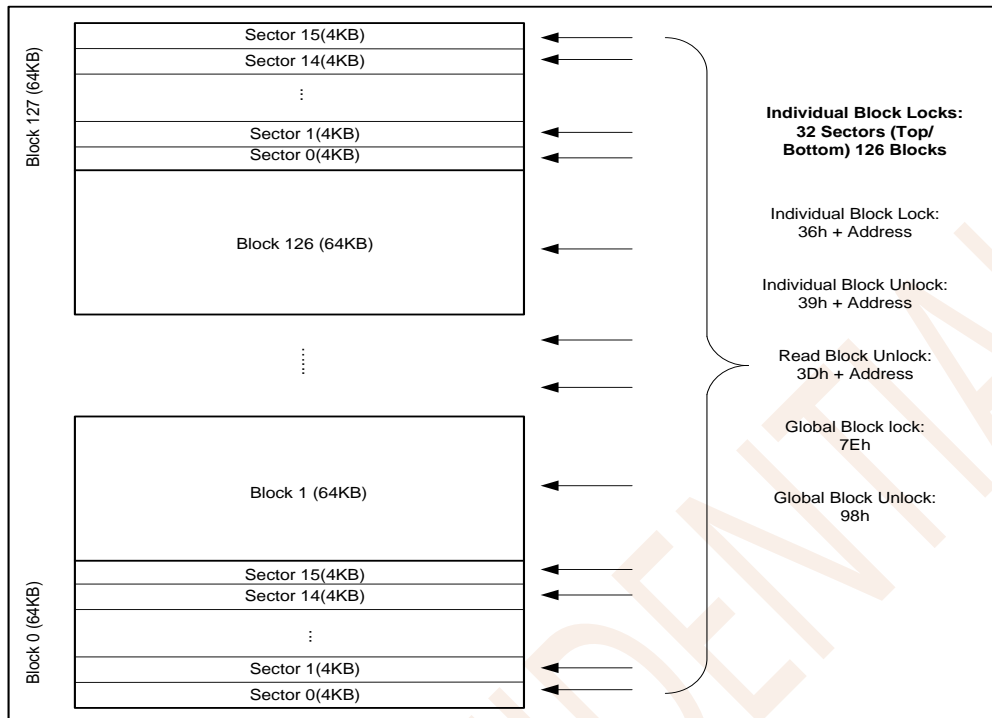 Block 127 (64KB)
Sector 15(4KB)
Sector 14(4KB)
...
Sector 1(4KB)
Sector 0(4KB)
Block 126 (64KB)
......
Block 1 (64KB)
Block 0 (64KB)
Sector 15(4KB)
Sector 14(4KB)
...
Sector 1(4KB)
Sector 0(4KB)
Individual Block Locks:
32 Sectors (Top/
Bottom) 126 Blocks
Individual Block Lock:
36h + Address
Individual Block Unlock:
39h + Address
Read Block Unlock:
3Dh + Address
Global Block lock:
7Eh
Global Block Unlock:
98h